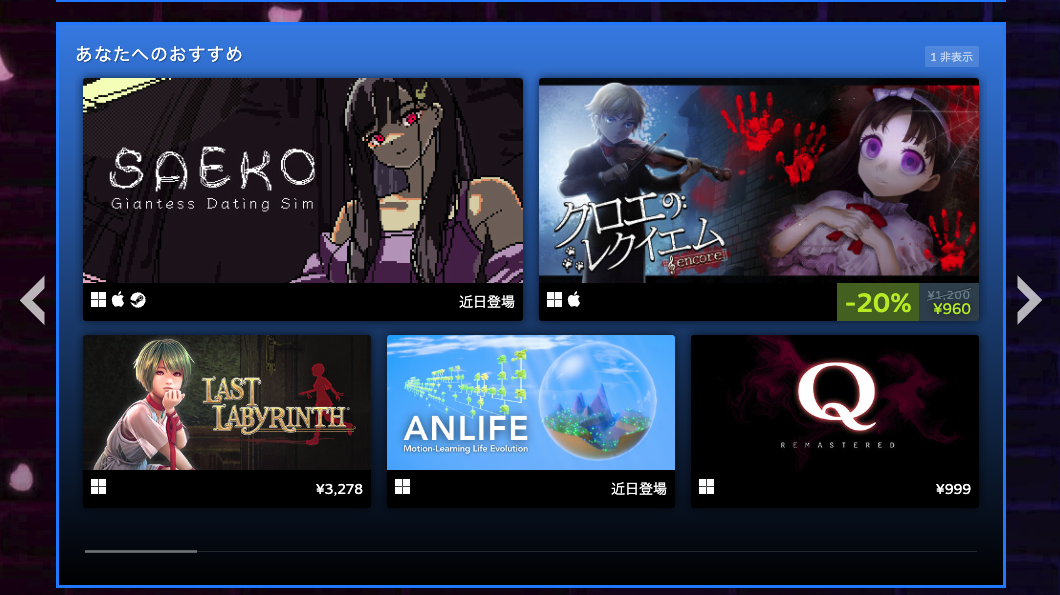 あなたへのおすすめ
1 非表示
SAEKO
Giantess Dating Sim
近日登場
クロエの
レクイエム
encore
-20%
¥1,200
¥960
LAST
LABYRINTH
¥3,278
ANLIFE
Motion-Learning Life Evolution
近日登場
Q
REMASTERED
¥999